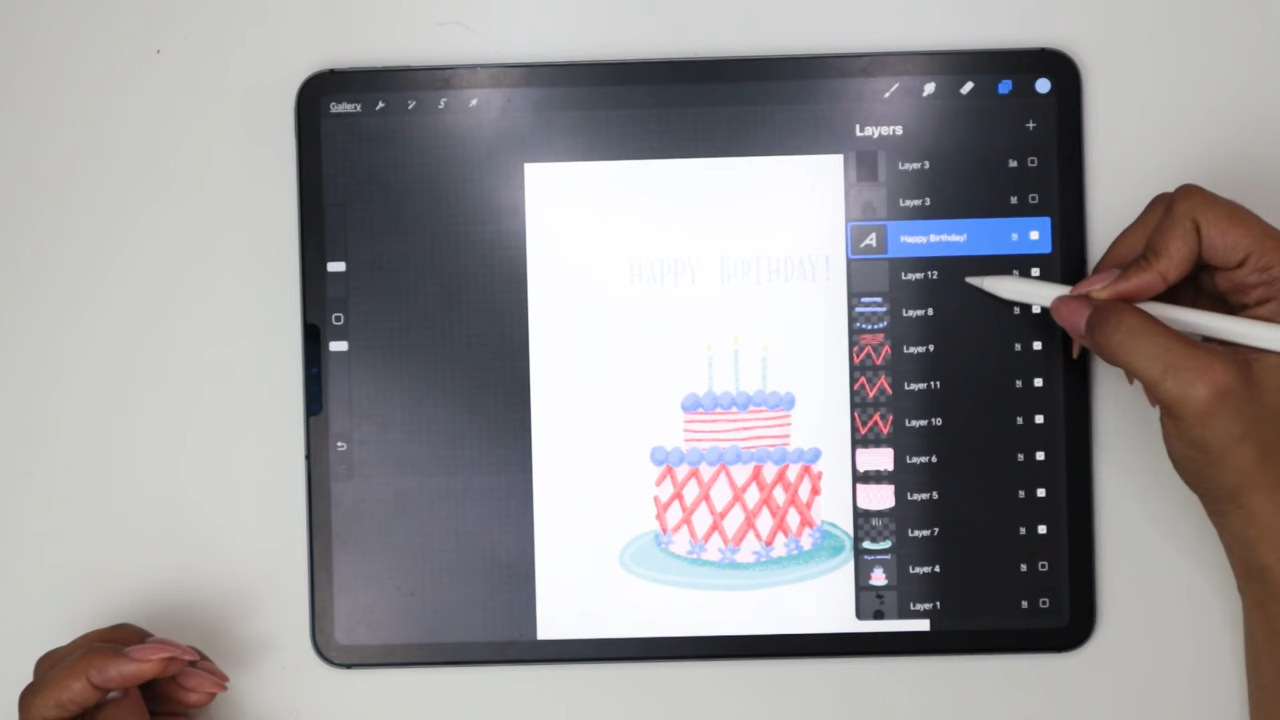 Gallery
Layers
Layer 3 Sa
Layer 3 M
A Happy Birthday! N
Layer 12 N
HAPPY BIRTHDAY!
Layer 8 N
Layer 9 N
Layer 11 N
Layer 10 N
Layer 6 N
Layer 5 N
Layer 7 N
Layer 4 N
Layer 1 N